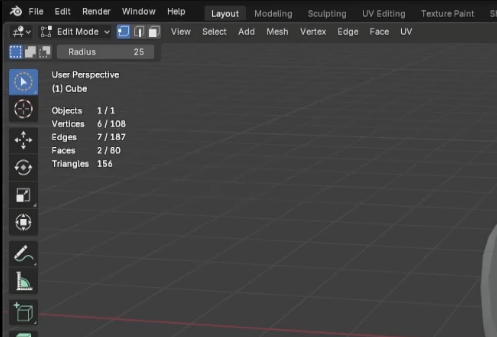 File Edit Render Window Help Layout Modeling Sculpting UV Editing Texture Paint
Edit Mode View Select Add Mesh Vertex Edge Face UV
Radius 25
User Perspective
(1) Cube
Objects 1 / 1
Vertices 6 / 108
Edges 7 / 187
Faces 2 / 80
Triangles 156